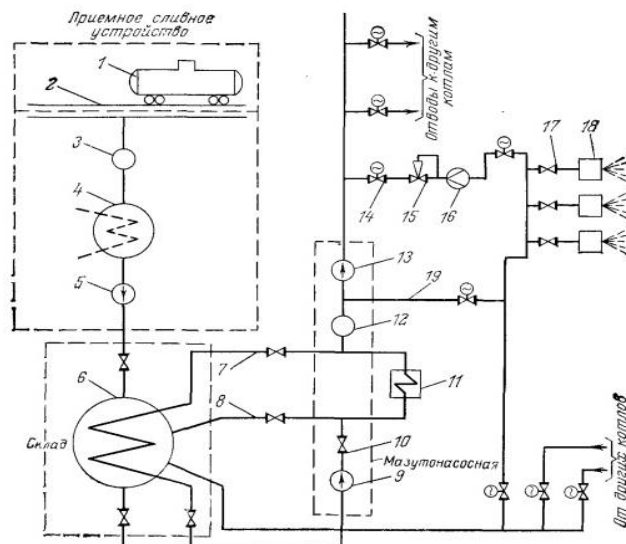 Приемное сливное
устройство
1
2
3
4
5
Отводы к другим
котлам
14
15
16
17
18
13
19
12
6
7
8
11
Склад
10
Мазутонасосная
9
От других котлов